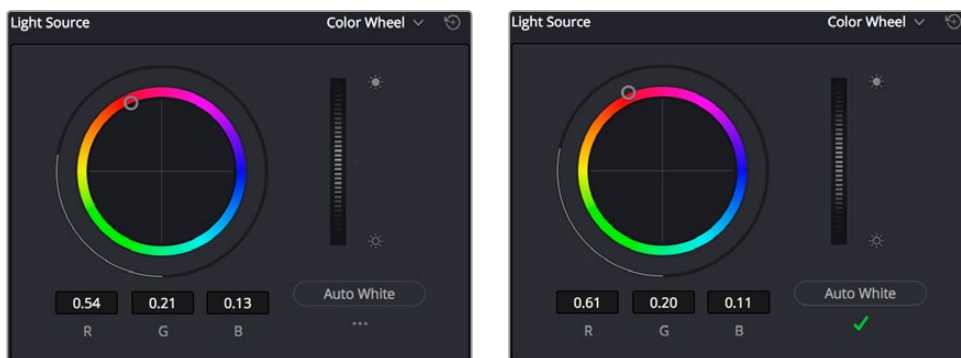 Light Source Color Wheel
0.54 0.21 0.13 Auto White
R G B
Light Source Color Wheel
0.61 0.20 0.11 Auto White
R G B